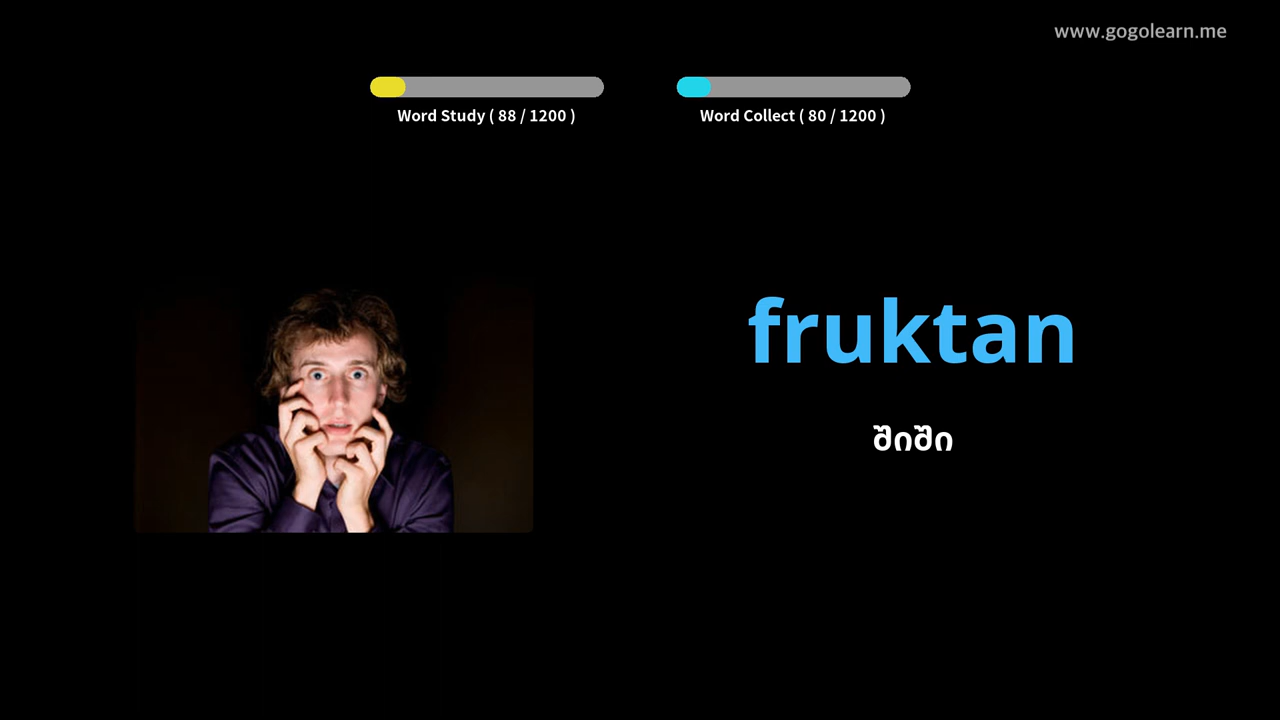 www.gogolearn.me
Word Study ( 88 / 1200 )
Word Collect ( 80 / 1200 )
fruktan
შიში